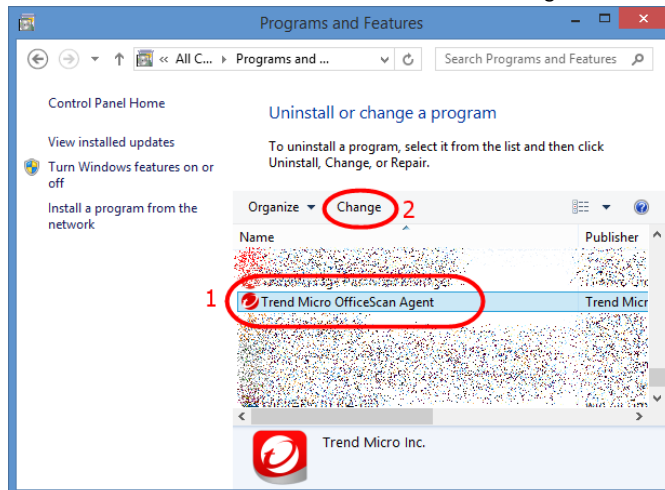 Programs and Features
« All C... Programs and ... Search Programs and Features
Control Panel Home
View installed updates
Turn Windows features on or
off
Install a program from the
network
Uninstall or change a program
To uninstall a program, select it from the list and then click
Uninstall, Change, or Repair.
Organize Change 2
Name Publisher
1 Trend Micro OfficeScan Agent Trend Micr
Trend Micro Inc.